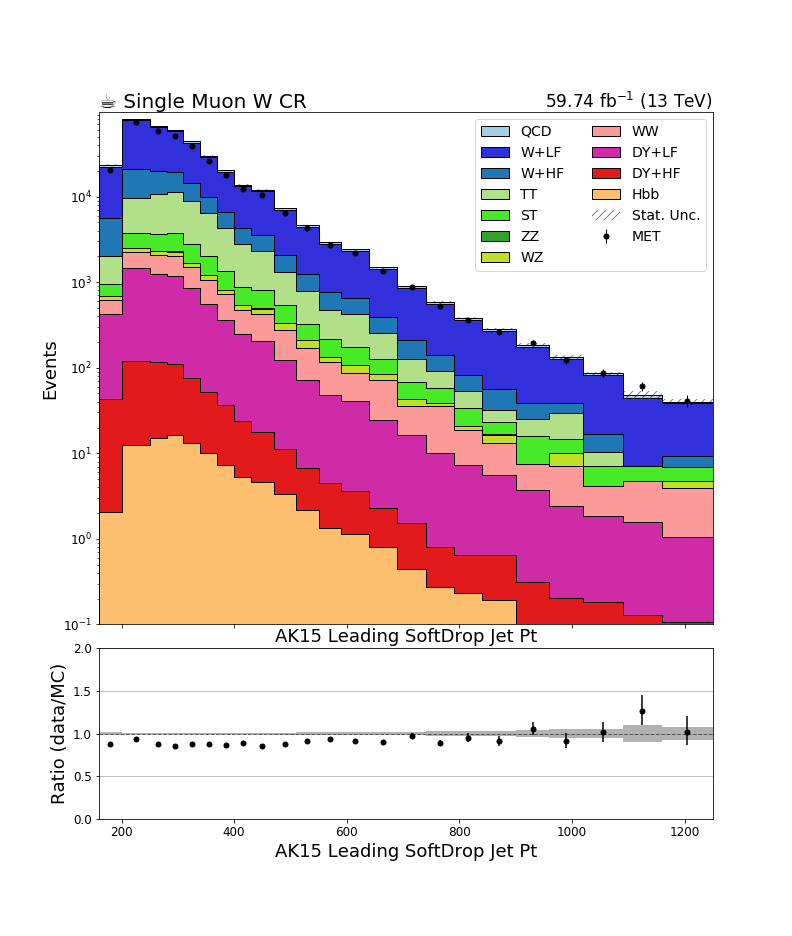 ☕ Single Muon W CR
59.74 fb⁻¹ (13 TeV)
QCD
W+LF
W+HF
TT
ST
ZZ
WZ
WW
DY+LF
DY+HF
Hbb
Stat. Unc.
MET
Events
10⁴
10³
10²
10¹
10⁰
10⁻¹
AK15 Leading SoftDrop Jet Pt
Ratio (data/MC)
2.0
1.5
1.0
0.5
0.0
200 400 600 800 1000 1200
AK15 Leading SoftDrop Jet Pt